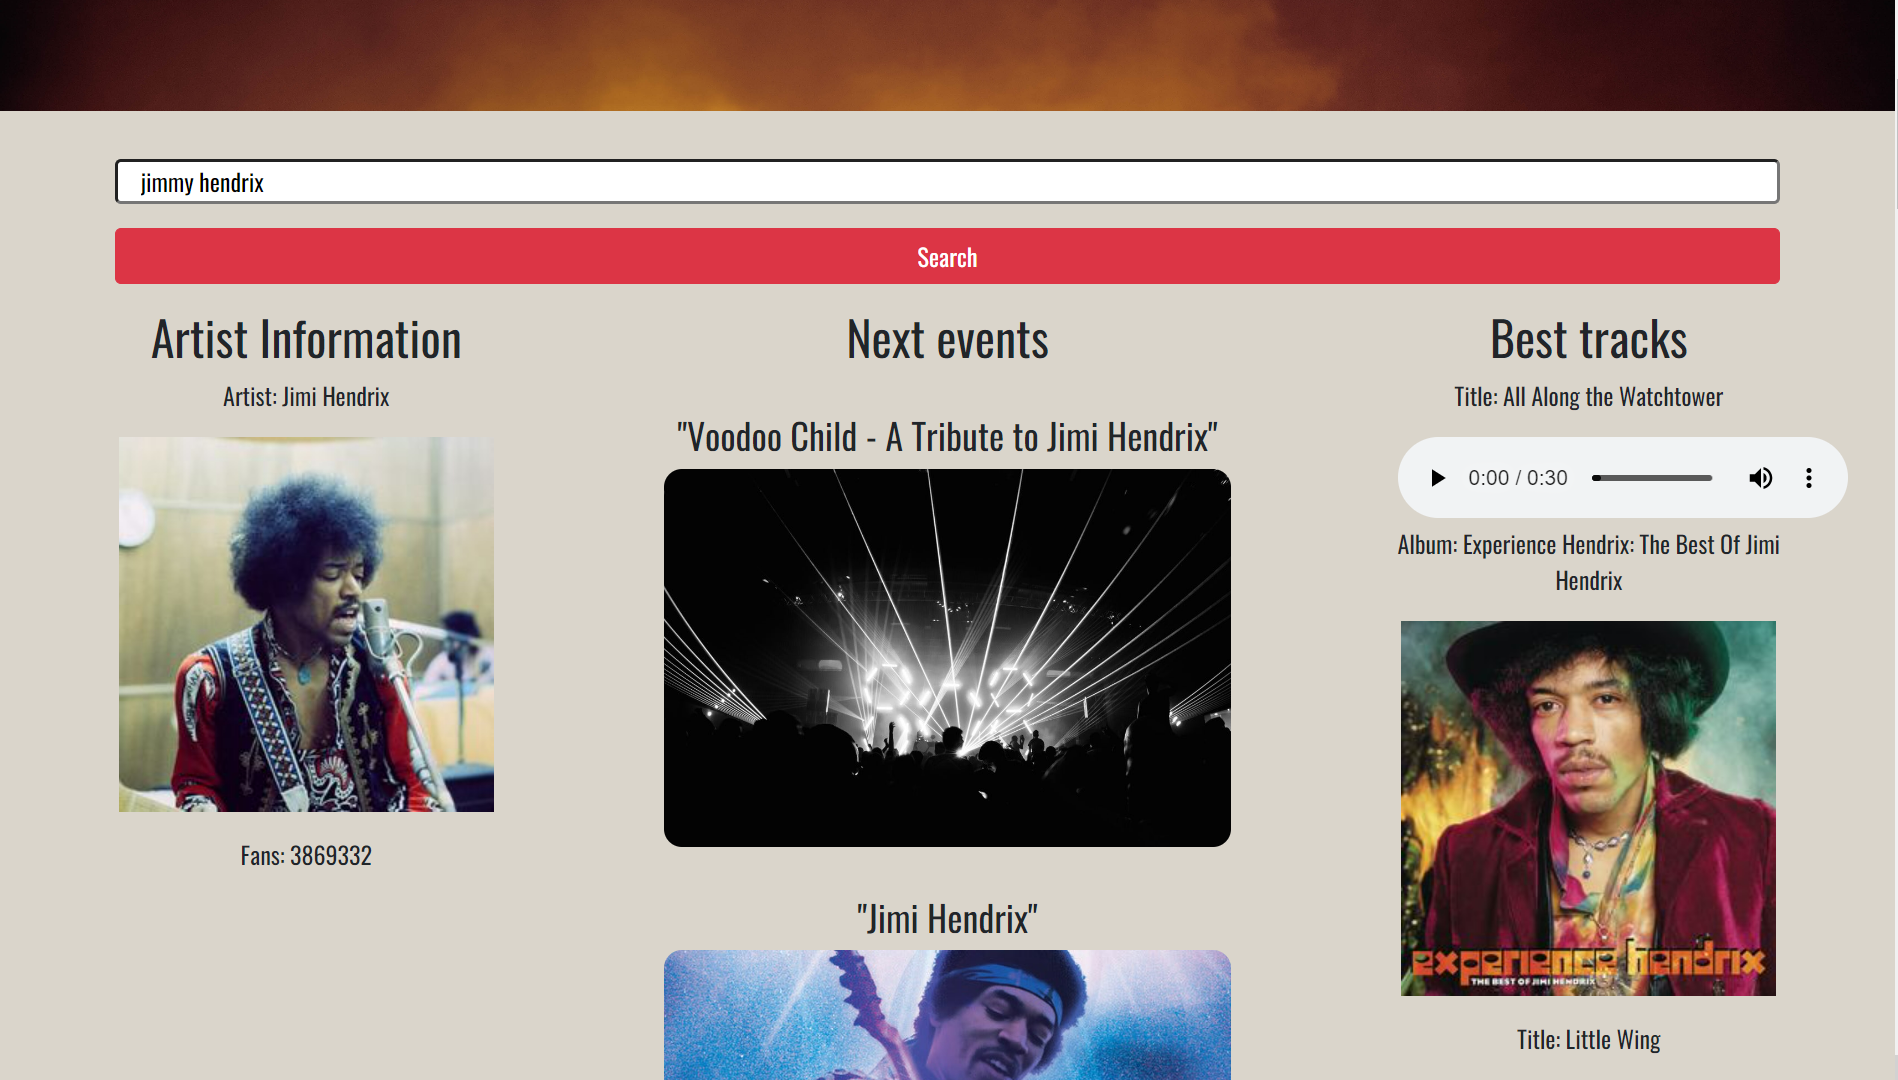 jimmy hendrix
Search
Artist Information
Artist: Jimi Hendrix
Fans: 3869332
Next events
"Voodoo Child - A Tribute to Jimi Hendrix"
"Jimi Hendrix"
Best tracks
Title: All Along the Watchtower
0:00 / 0:30
Album: Experience Hendrix: The Best Of Jimi
Hendrix
experience hendrix
THE BEST OF JIMI HENDRIX
Title: Little Wing